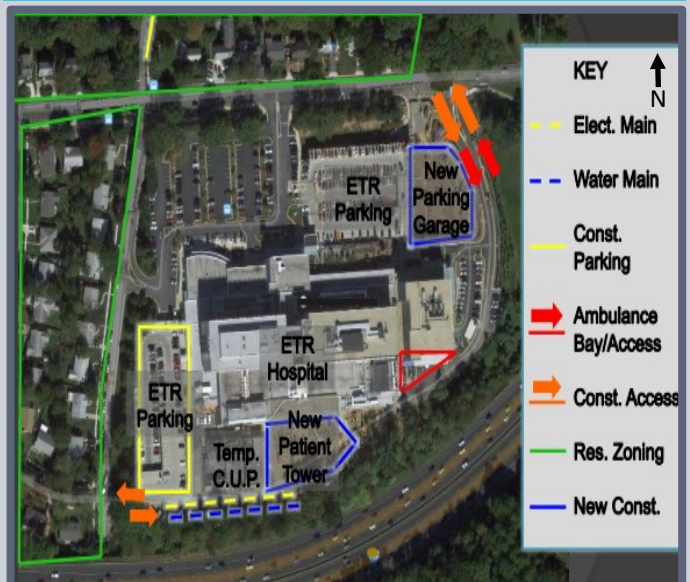 ETR
Parking
New
Parking
Garage
ETR
Hospital
ETR
Parking
Temp.
C.U.P.
New
Patient
Tower
KEY
N
Elect. Main
Water Main
Const.
Parking
Ambulance
Bay/Access
Const. Access
Res. Zoning
New Const.